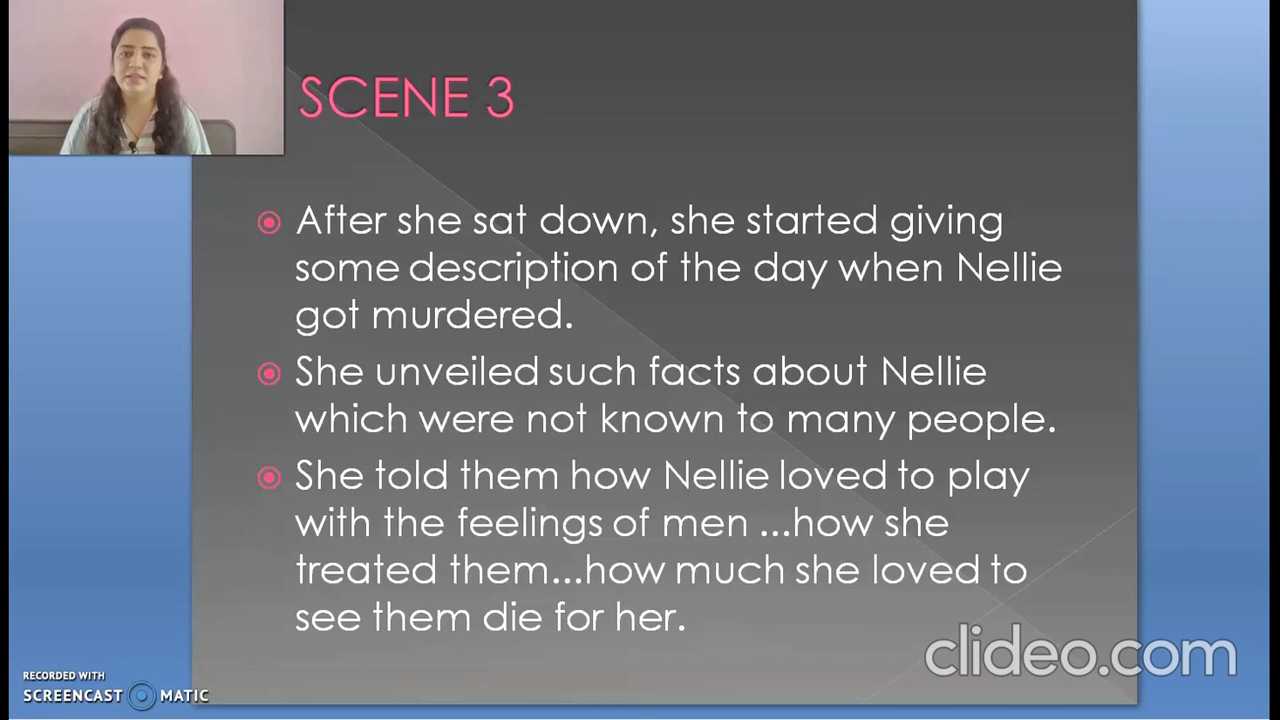 SCENE 3
After she sat down, she started giving
some description of the day when Nellie
got murdered.
She unveiled such facts about Nellie
which were not known to many people.
She told them how Nellie loved to play
with the feelings of men ...how she
treated them...how much she loved to
see them die for her.
clideo.com
RECORDED WITH
SCREENCAST MATIC